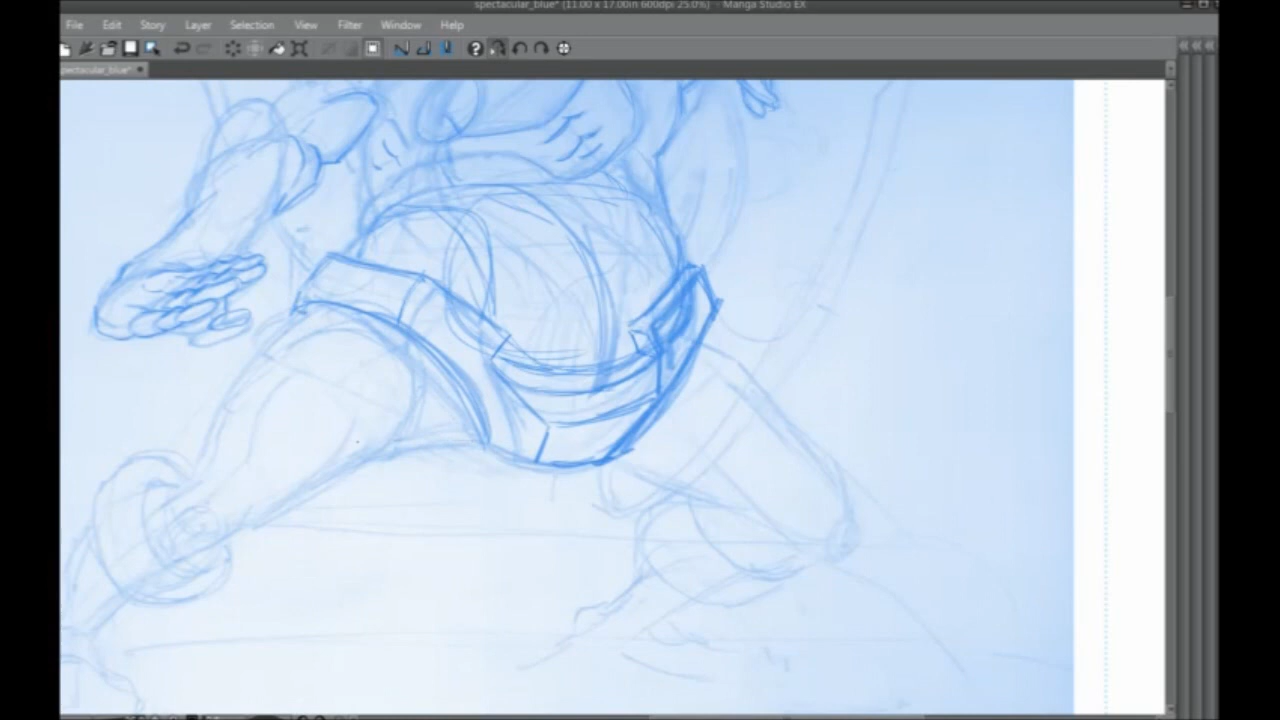 spectacular_blue* (11.00 x 17.00in 600dpi 25.0%) - Manga Studio EX
File Edit Story Layer Selection View Filter Window Help
spectacular_blue*